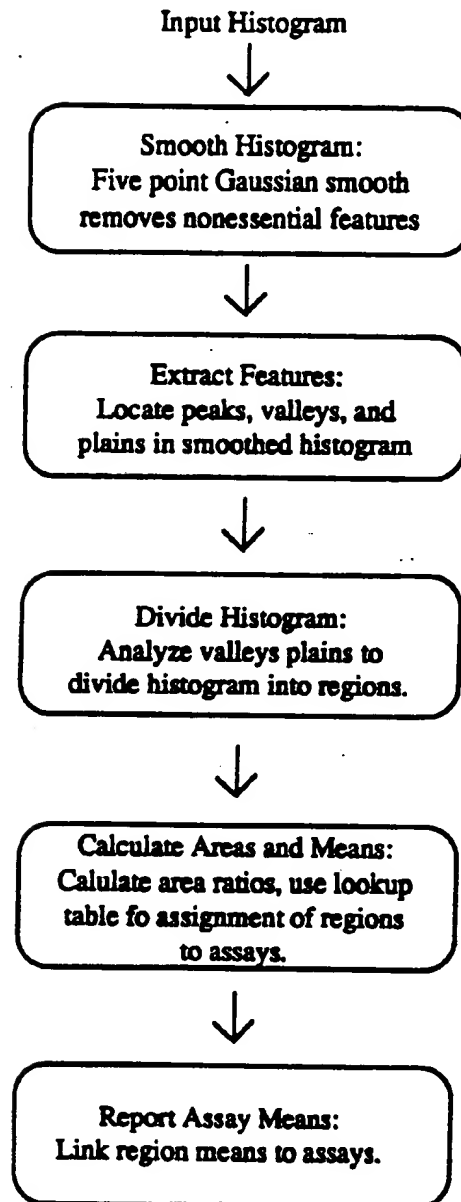 Input Histogram
Smooth Histogram:
Five point Gaussian smooth
removes nonessential features
Extract Features:
Locate peaks, valleys, and
plains in smoothed histogram
Divide Histogram:
Analyze valleys plains to
divide histogram into regions.
Calculate Areas and Means:
Calulate area ratios, use lookup
table fo assignment of regions
to assays.
Report Assay Means:
Link region means to assays.